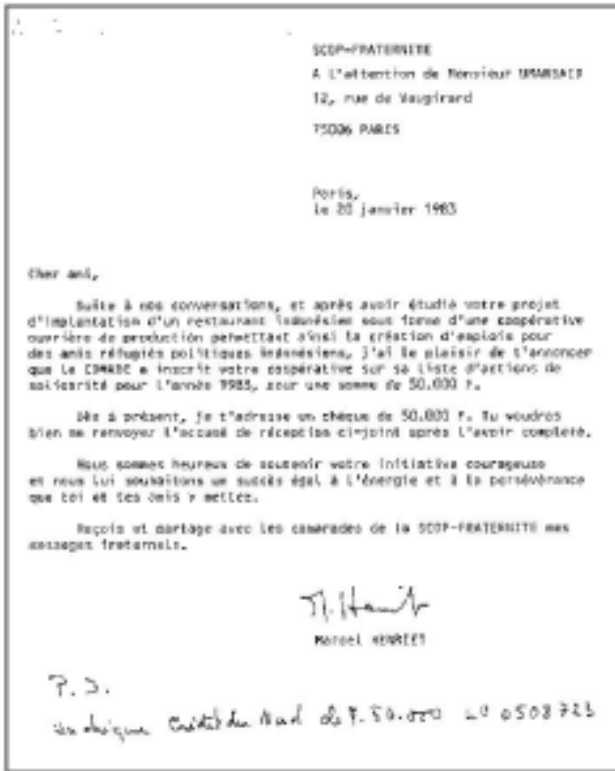 SCOP-FRATERNITE
A l'attention de Monsieur UMARSAID
12, rue de Vaugirard
75006 PARIS
Paris,
le 20 janvier 1983
Cher ami,
Suite à nos conversations, et après avoir étudié votre projet
d'implantation d'un restaurant indonésien sous forme d'une coopérative
ouvrière de production permettant ainsi la création d'emplois pour
des amis réfugiés politiques indonésiens, j'ai le plaisir de t'annoncer
que le a inscrit votre coopérative sur sa liste d'actions de
solidarité pour l'année 1983, pour une somme de 50.000 F.
Dès à présent, je t'adresse un chèque de 50.000 F. Tu voudras
bien me renvoyer l'accusé de réception ci-joint après l'avoir complété.
Nous sommes heureux de soutenir votre initiative courageuse
et nous lui souhaitons un succès égal à l'énergie et à la persévérance
que toi et tes amis y mettez.
Reçois et partage avec les camarades de la SCOP-FRATERNITE mes
messages fraternels.
Marcel HENRIET
P.S.
Un chèque Crédit du Nord de F. 50.000 n° 0508723